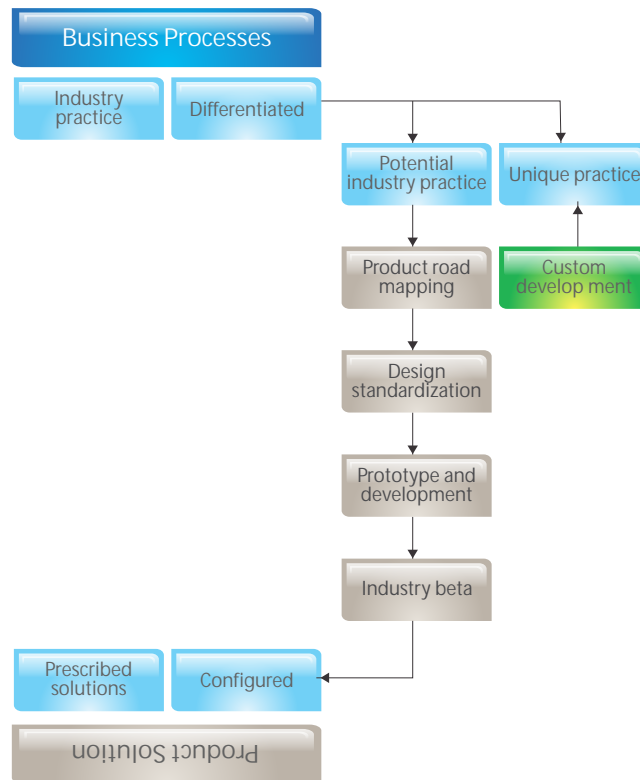 Business Processes
Industry
practice
Differentiated
Potential
industry practice
Unique practice
Product road
mapping
Custom
develop ment
Design
standardization
Prototype and
development
Industry beta
Prescribed
solutions
Configured
Product Solution